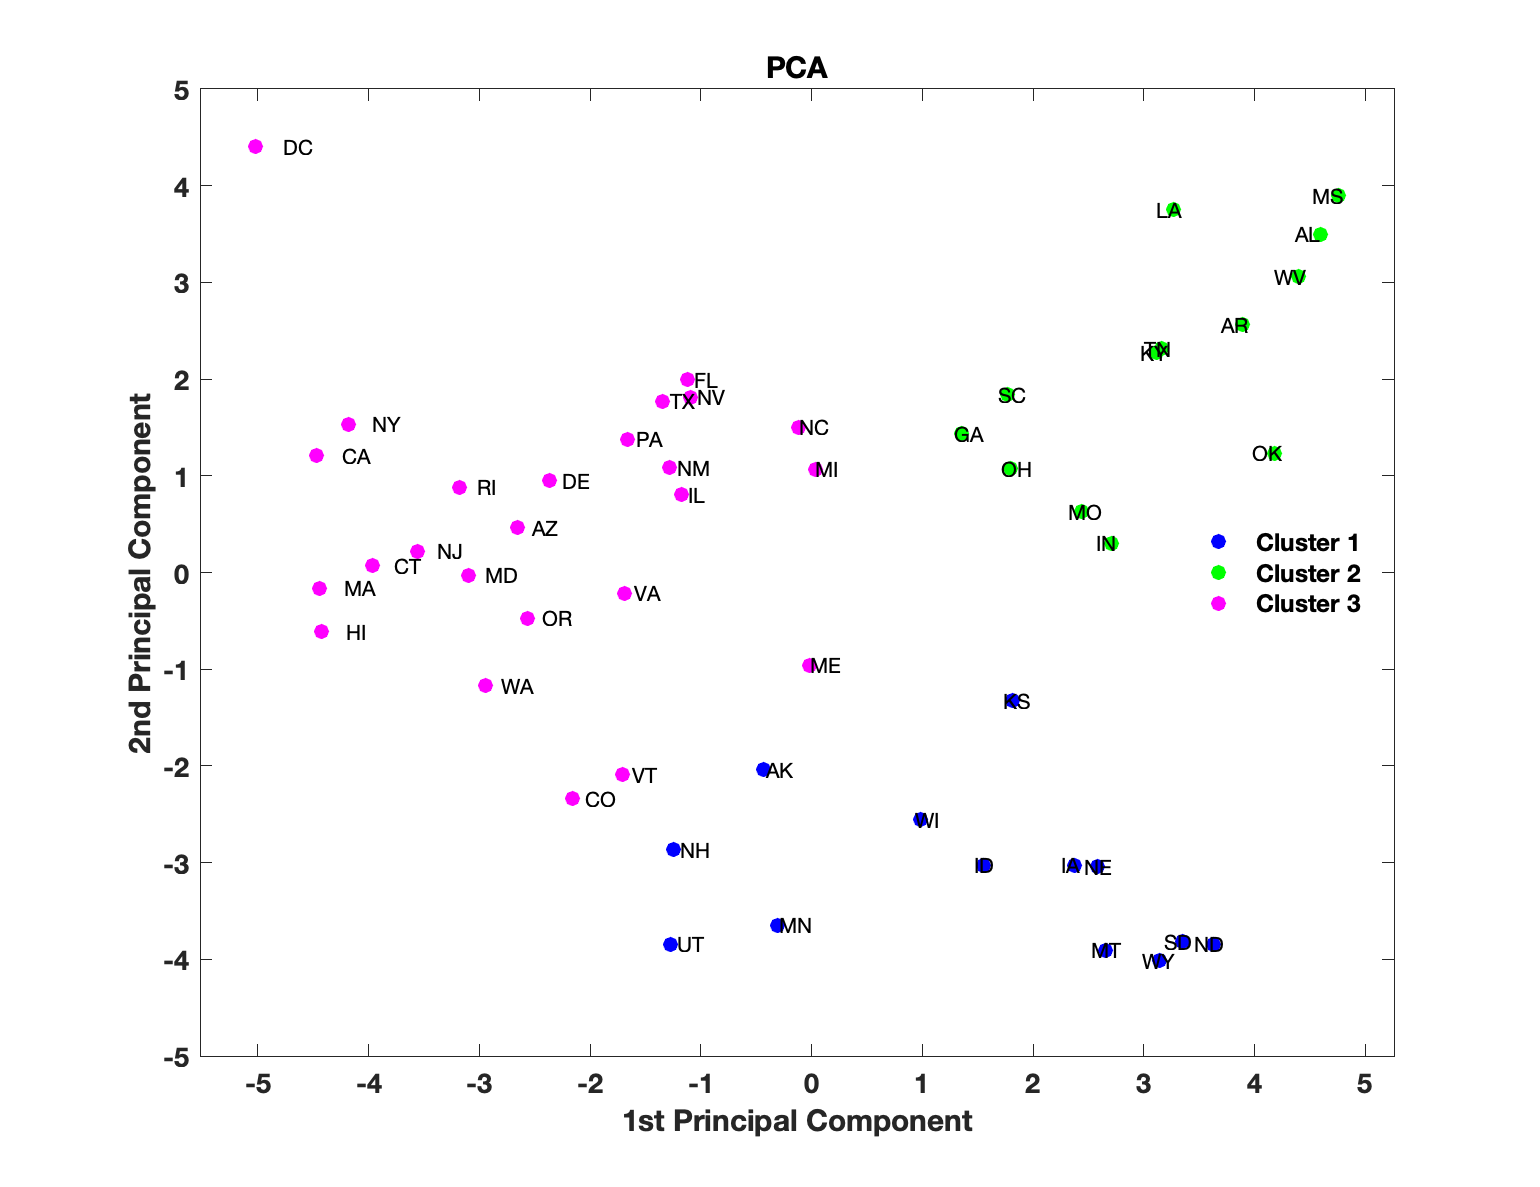 PCA
5
DC
4
MS
LA
AL
3
WV
AR
TN
KY
2
FL
NV
TX
SC
NY
NC
GA
PA
CA
OK
1
NM
MI
OH
IL
RI
DE
MO
AZ
IN
Cluster 1
NJ
0
CT
MD
Cluster 2
MA
VA
Cluster 3
OR
HI
-1
ME
WA
KS
-2
AK
VT
CO
WI
-3
NH
ID
IA
NE
MN
-4
UT
MT
SD
ND
WY
-5
-5 -4 -3 -2 -1 0 1 2 3 4 5
1st Principal Component
2nd Principal Component